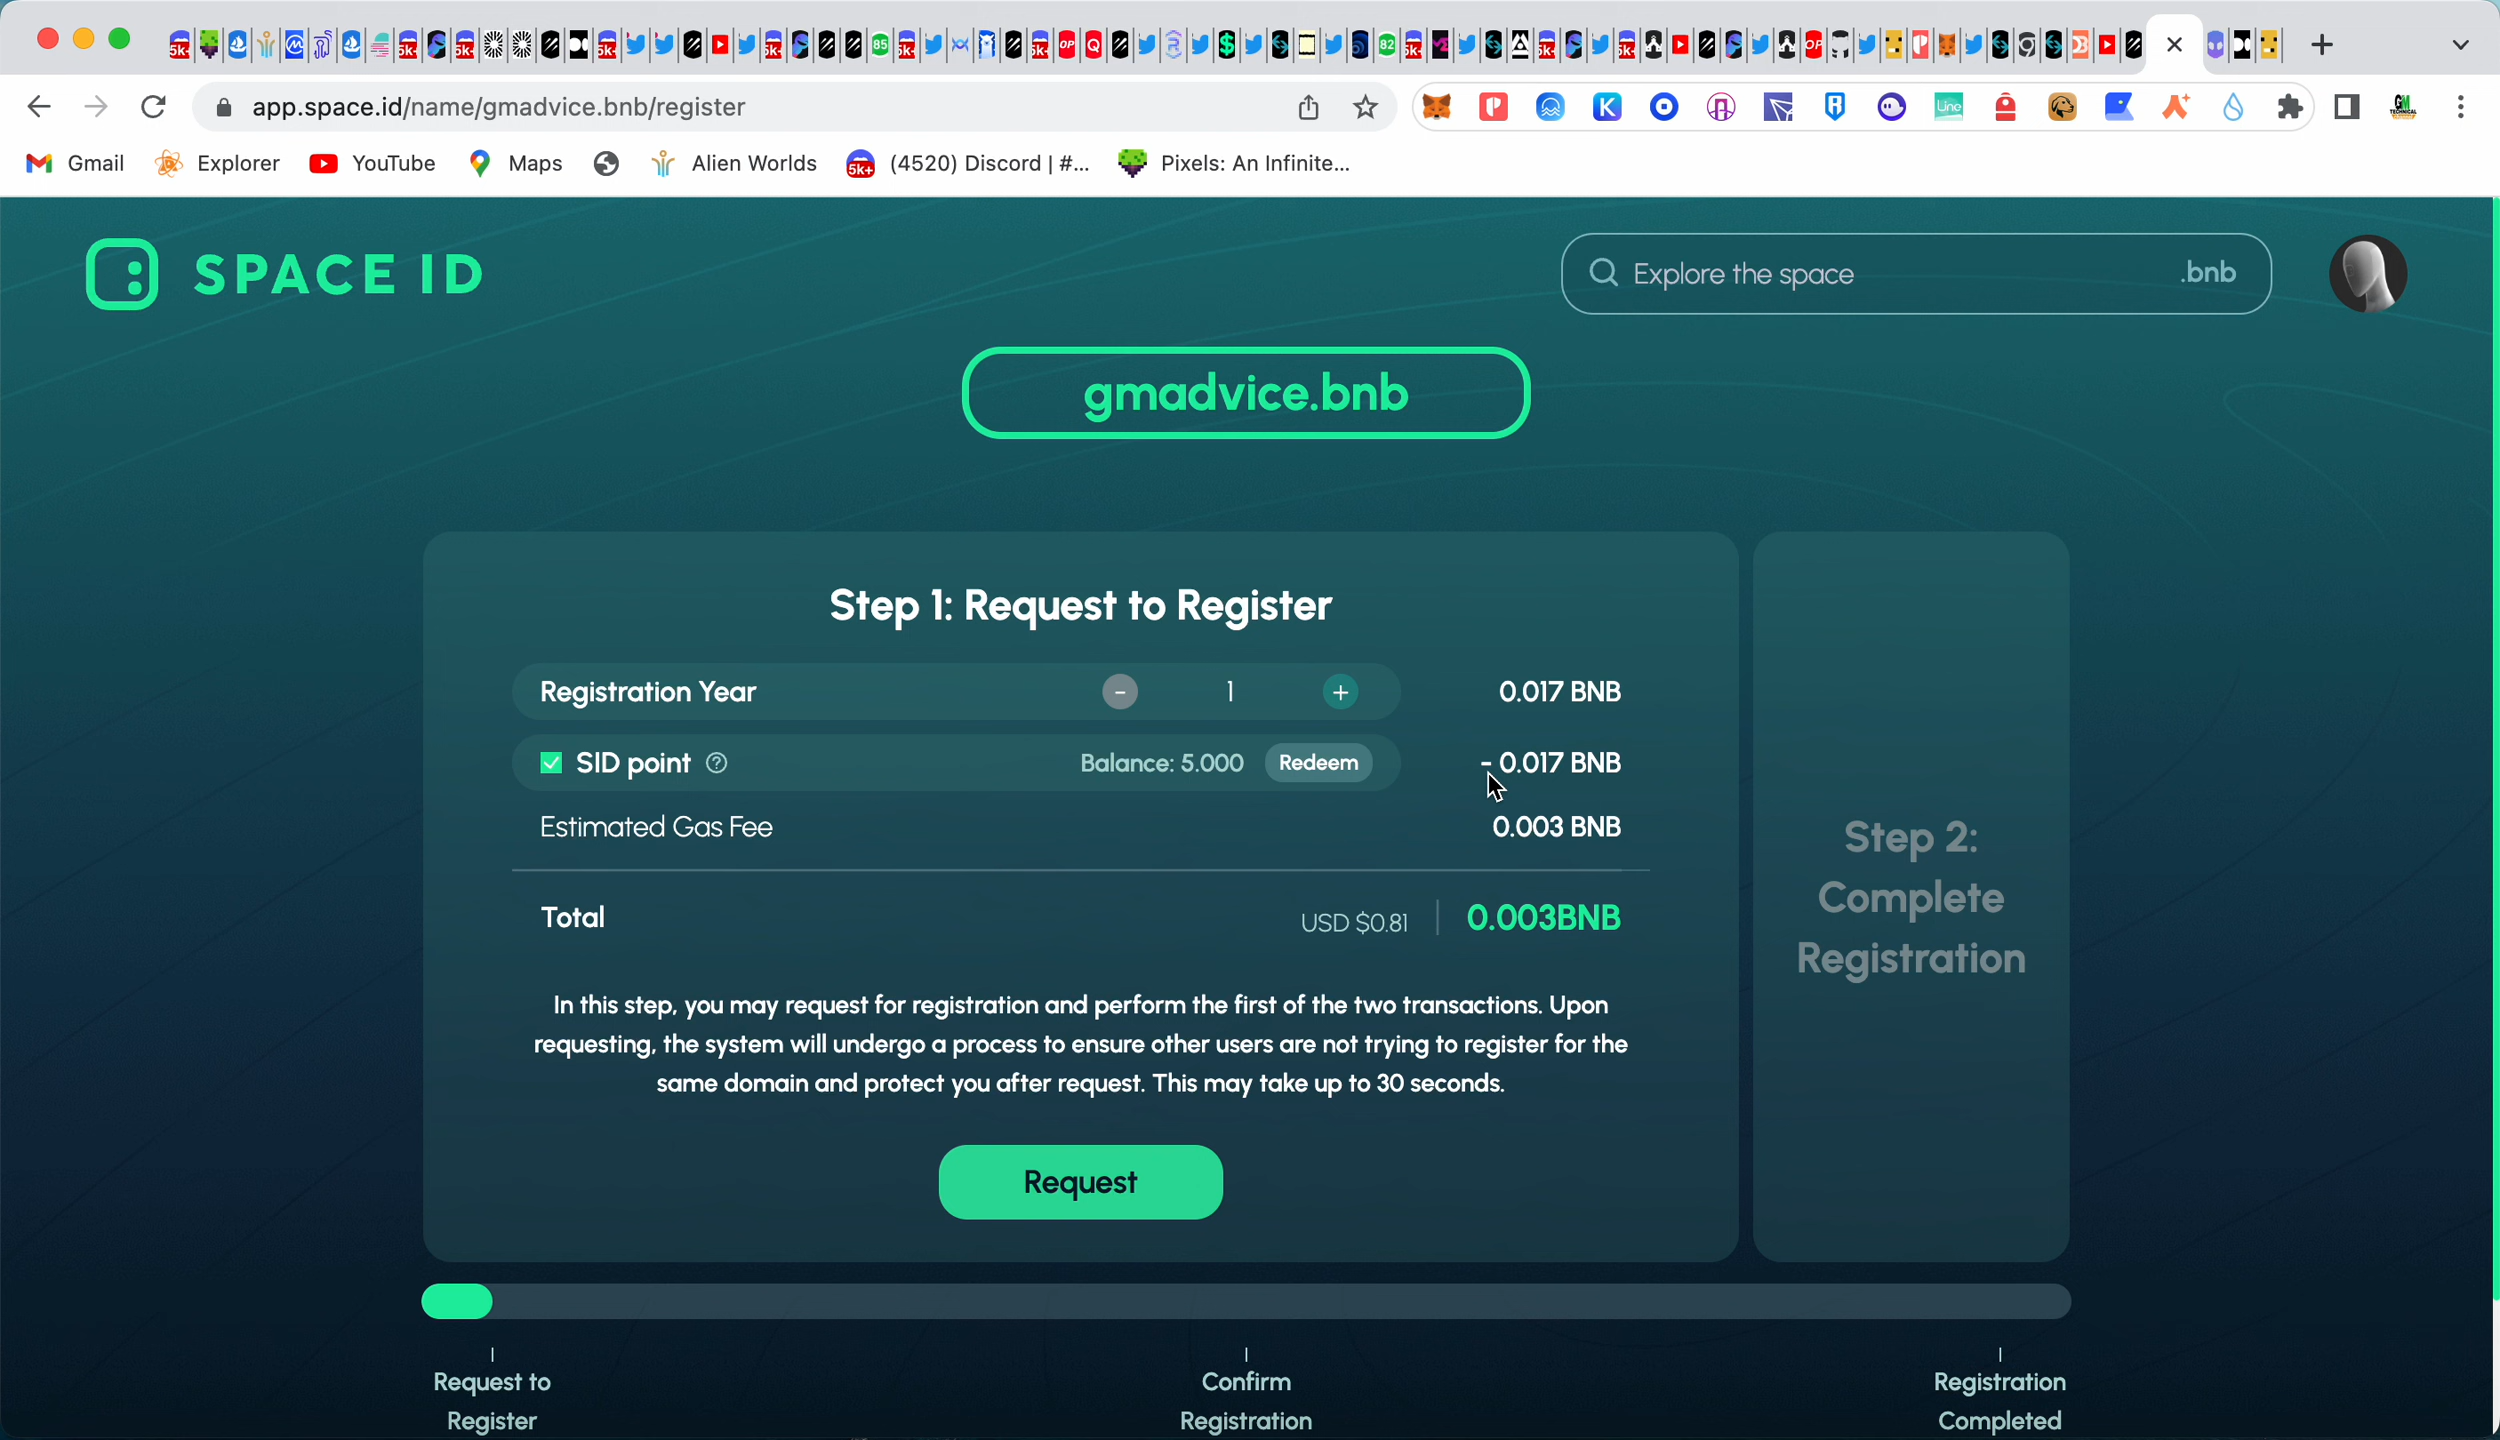 app.space.id/name/gmadvice.bnb/register
Gmail
Explorer
YouTube
Maps
Alien Worlds
(4520) Discord | #...
Pixels: An Infinite...
SPACE ID
Explore the space
.bnb
gmadvice.bnb
Step 1: Request to Register
Registration Year
-
1
+
0.017 BNB
SID point
?
Balance: 5.000
Redeem
- 0.017 BNB
Estimated Gas Fee
0.003 BNB
Total
USD $0.81
0.003BNB
In this step, you may request for registration and perform the first of the two transactions. Upon
requesting, the system will undergo a process to ensure other users are not trying to register for the
same domain and protect you after request. This may take up to 30 seconds.
Request
Step 2:
Complete
Registration
Request to
Register
Confirm
Registration
Registration
Completed